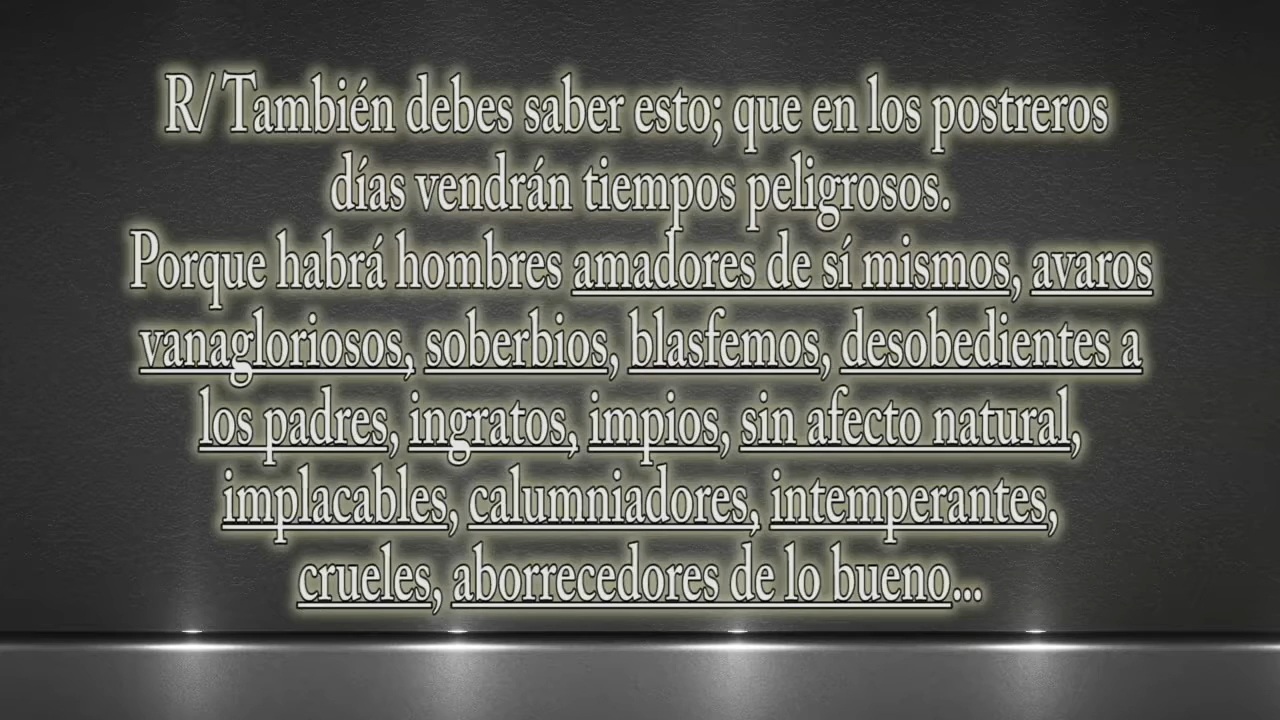 R/ También debes saber esto; que en los postreros
días vendrán tiempos peligrosos.
Porque habrá hombres amadores de sí mismos, avaros
vanagloriosos, soberbios, blasfemos, desobedientes a
los padres, ingratos, impios, sin afecto natural,
implacables, calumniadores, intemperantes,
crueles, aborrecedores de lo bueno...